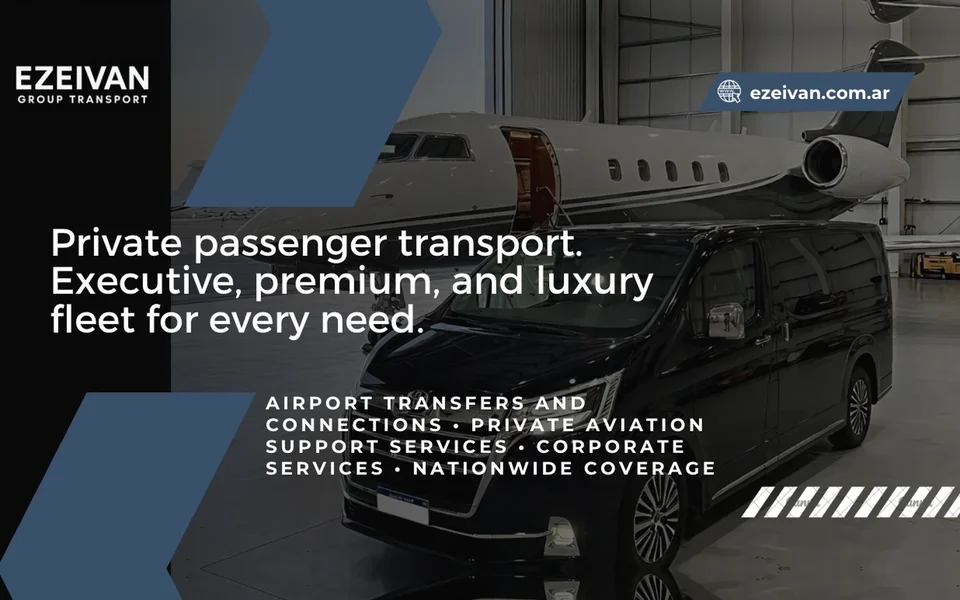 EZEIVAN
GROUP TRANSPORT
ezeivan.com.ar
Private passenger transport.
Executive, premium, and luxury
fleet for every need.
AIRPORT TRANSFERS AND
CONNECTIONS • PRIVATE AVIATION
SUPPORT SERVICES • CORPORATE
SERVICES • NATIONWIDE COVERAGE